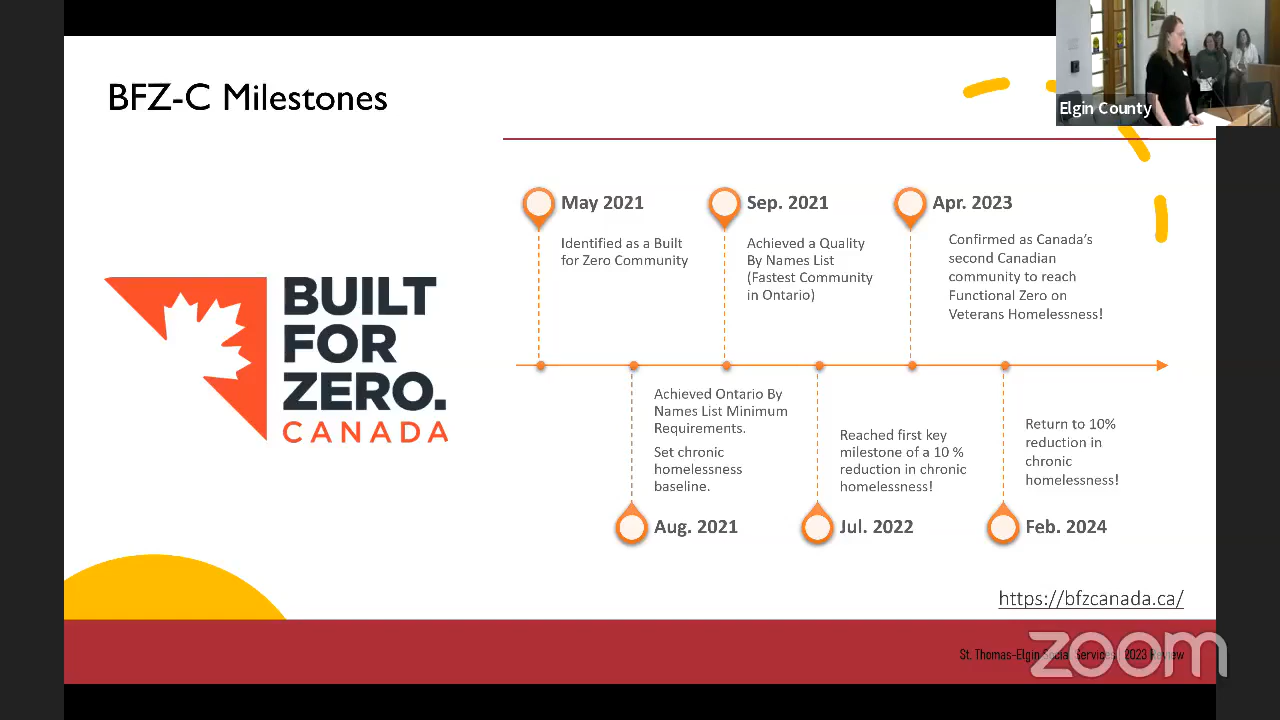 BFZ-C Milestones
Elgin County
May 2021
Identified as a Built
for Zero Community
Sep. 2021
Achieved a Quality
By Names List
(Fastest Community
in Ontario)
Apr. 2023
Confirmed as Canada's
second Canadian
community to reach
Functional Zero on
Veterans Homelessness!
BUILT
FOR
ZERO.
CANADA
Achieved Ontario By
Names List Minimum
Requirements.
Set chronic
homelessness
baseline.
Aug. 2021
Reached first key
milestone of a 10 %
reduction in chronic
homelessness!
Jul. 2022
Return to 10%
reduction in
chronic
homelessness!
Feb. 2024
https://bfzcanada.ca/
St. Thomas-Elgin Social Services 2023 Review
zoom